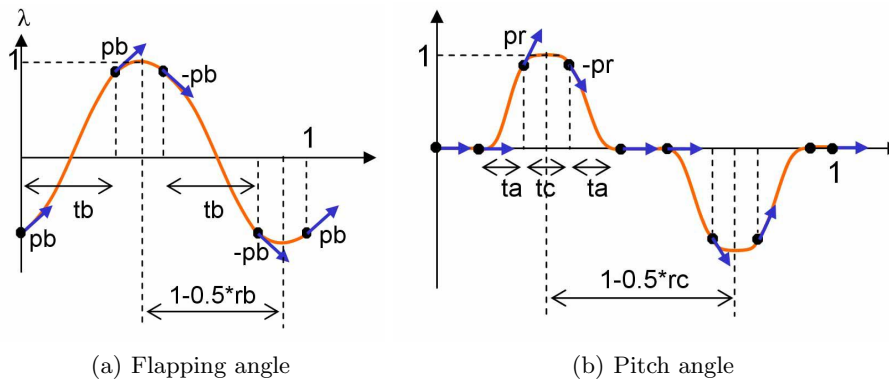 λ
1
pb
-pb
1
tb
tb
pb
-pb
pb
1-0.5*rb
(a) Flapping angle
1
pr
-pr
1
ta
tc
ta
1-0.5*rc
(b) Pitch angle